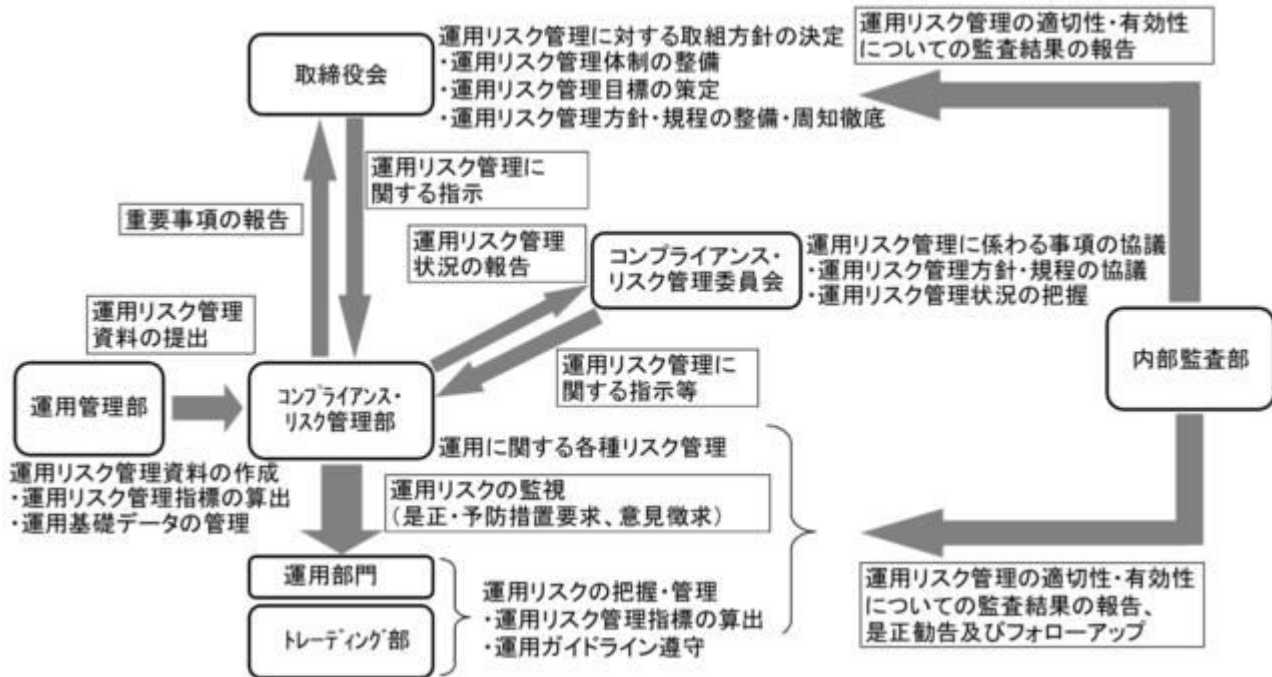 取締役会
運用リスク管理に対する取組方針の決定
・運用リスク管理体制の整備
・運用リスク管理目標の策定
・運用リスク管理方針・規程の整備・周知徹底
運用リスク管理の適切性・有効性
についての監査結果の報告
運用リスク管理に
関する指示
重要事項の報告
運用リスク管理
状況の報告
コンプライアンス・
リスク管理委員会
運用リスク管理に係わる事項の協議
・運用リスク管理方針・規程の協議
・運用リスク管理状況の把握
運用リスク管理
資料の提出
運用リスク管理に
関する指示等
内部監査部
運用管理部
コンプライアンス・
リスク管理部
運用に関する各種リスク管理
運用リスク管理資料の作成
・運用リスク管理指標の算出
・運用基礎データの管理
運用リスクの監視
（是正・予防措置要求、意見徴求）
運用部門
トレーディング部
運用リスクの把握・管理
・運用リスク管理指標の算出
・運用ガイドライン遵守
運用リスク管理の適切性・有効性
についての監査結果の報告、
是正勧告及びフォローアップ